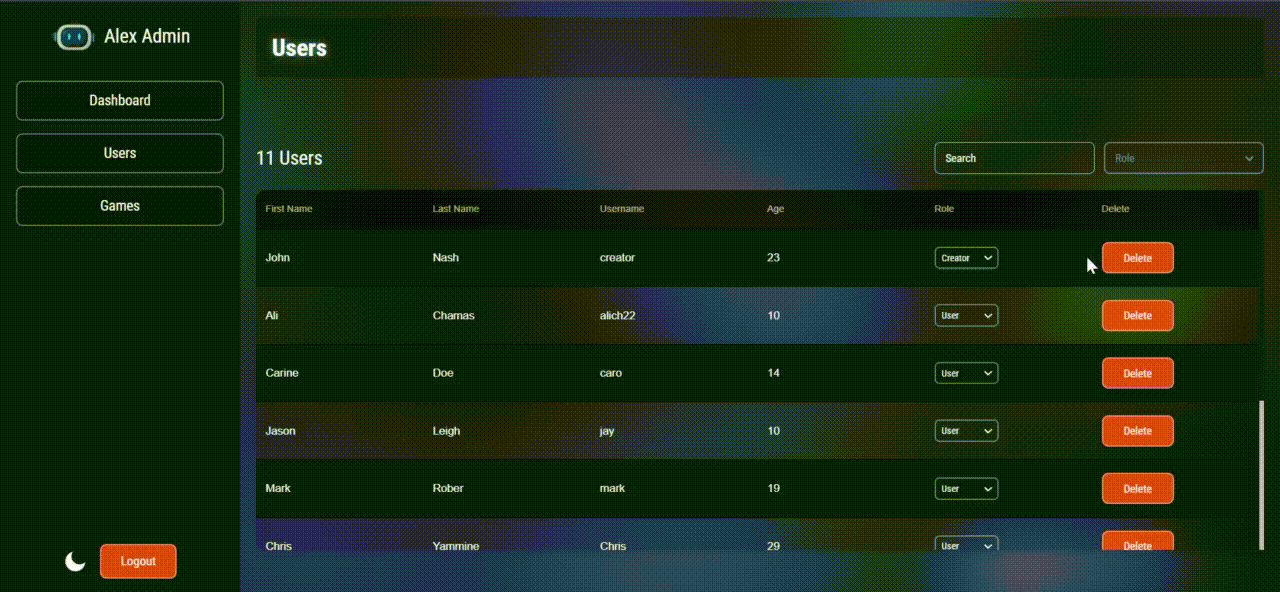 Alex Admin
Dashboard
Users
Games
Logout
Users
11 Users
Search
Role
First Name Last Name Username Age Role Delete
John Nash creator 23 Creator Delete
Ali Chamas alich22 10 User Delete
Carine Doe caro 14 User Delete
Jason Leigh jay 10 User Delete
Mark Rober mark 19 User Delete
Chris Yammine Chris 29 User Delete